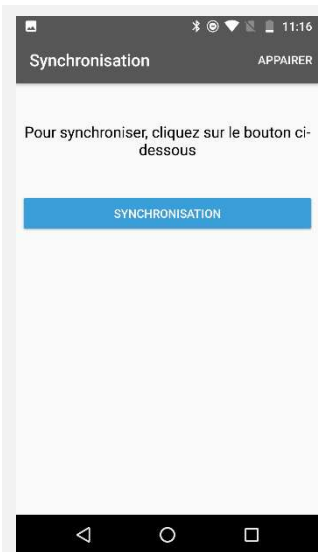 11:16
Synchronisation APPAIRER
Pour synchroniser, cliquez sur le bouton ci-
dessous
SYNCHRONISATION